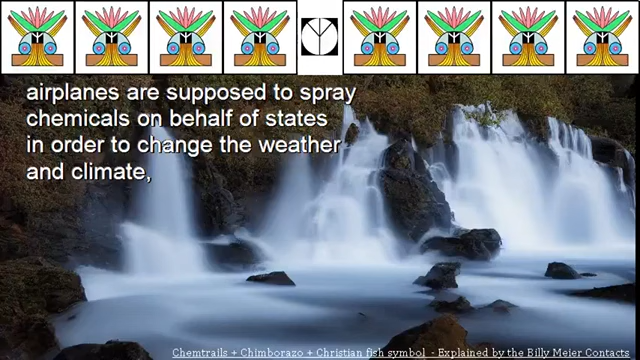 airplanes are supposed to spray
chemicals on behalf of states
in order to change the weather
and climate,
Chemtrails + Chimborazo + Christian fish symbol - Explained by the Billy Meier Contacts